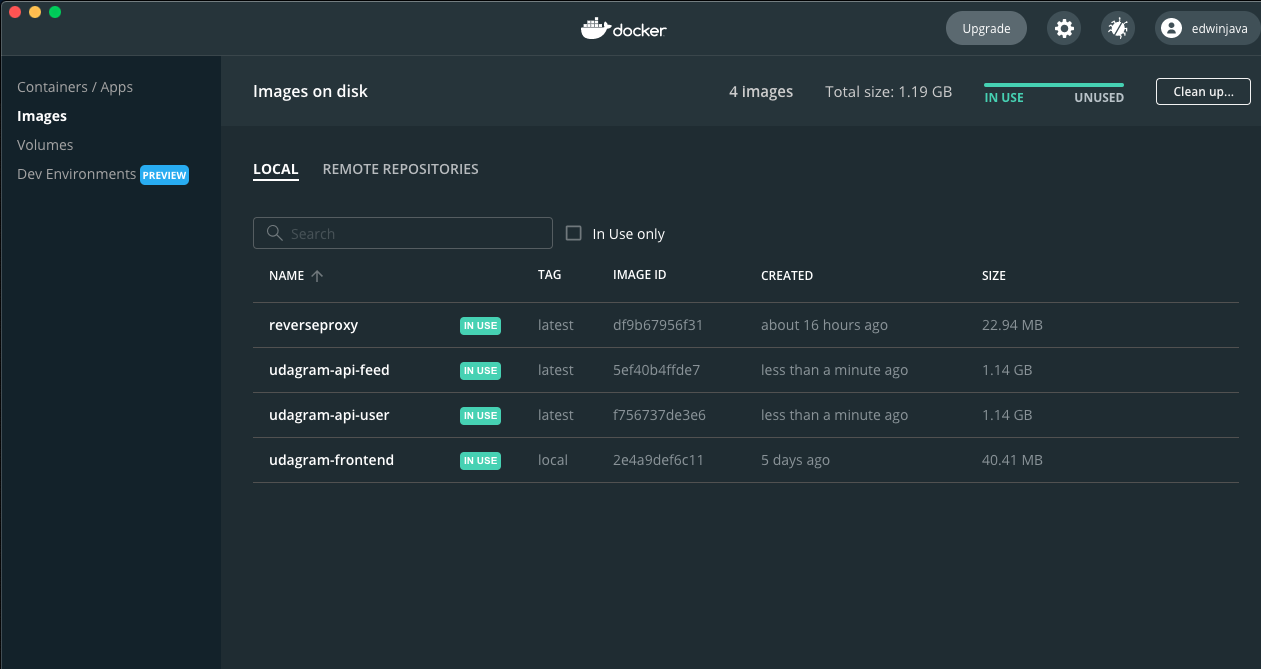 docker
Upgrade
edwinjava
Containers / Apps
Images
Volumes
Dev Environments PREVIEW
Images on disk
4 images
Total size: 1.19 GB
IN USE
UNUSED
Clean up...
LOCAL
REMOTE REPOSITORIES
Search
In Use only
NAME TAG IMAGE ID CREATED SIZE
reverseproxy IN USE latest df9b67956f31 about 16 hours ago 22.94 MB
udagram-api-feed IN USE latest 5ef40b4ffde7 less than a minute ago 1.14 GB
udagram-api-user IN USE latest f756737de3e6 less than a minute ago 1.14 GB
udagram-frontend IN USE local 2e4a9def6c11 5 days ago 40.41 MB